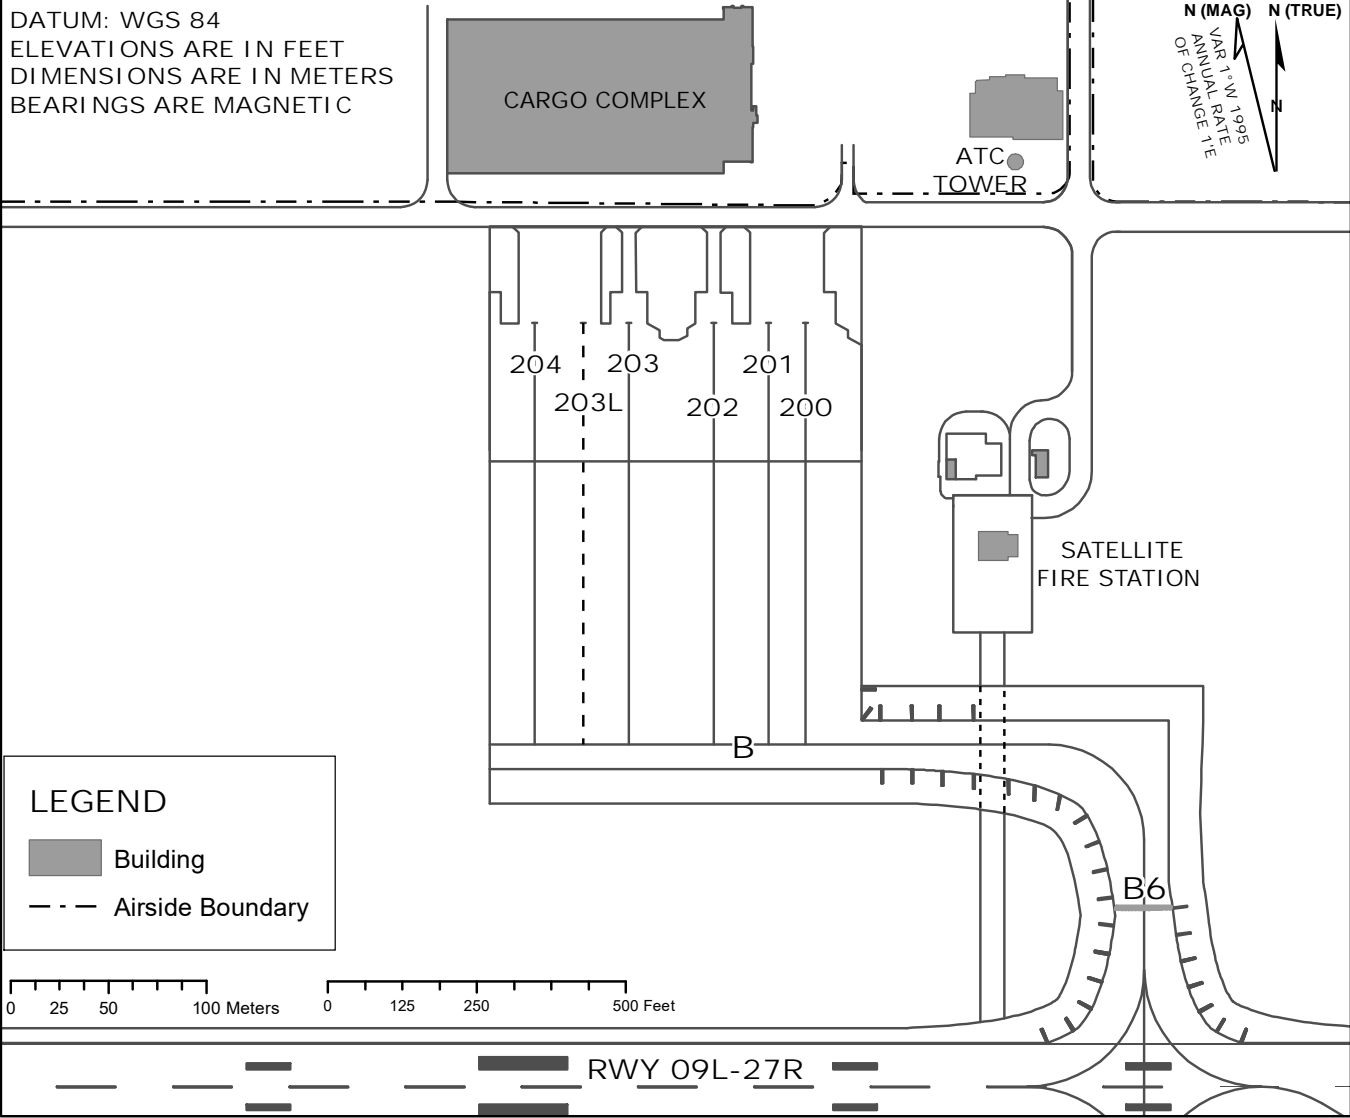 DATUM: WGS 84
ELEVATIONS ARE IN FEET
DIMENSIONS ARE IN METERS
BEARINGS ARE MAGNETIC
CARGO COMPLEX
ATC
TOWER
N (MAG) N (TRUE)
VAR 1°W 1995
ANNUAL RATE
OF CHANGE 1'E
N
204 203 201
203L 202 200
SATELLITE
FIRE STATION
B
B6
LEGEND
Building
Airside Boundary
0 25 50 100 Meters
0 125 250 500 Feet
RWY 09L-27R